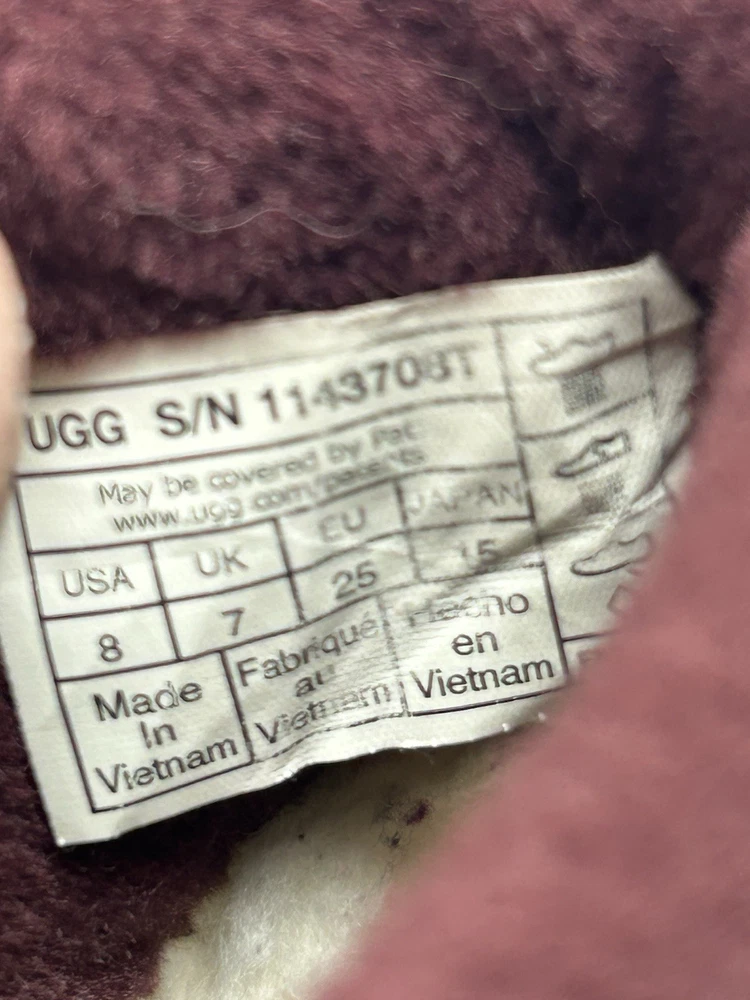 UGG S/N 1143708T
May be covered by Pat.
www.ugg.com/patents
USA UK EU JAPAN
8 7 25 15
Made
In
Vietnam
Fabriqué
au
Vietnam
Hecho
en
Vietnam